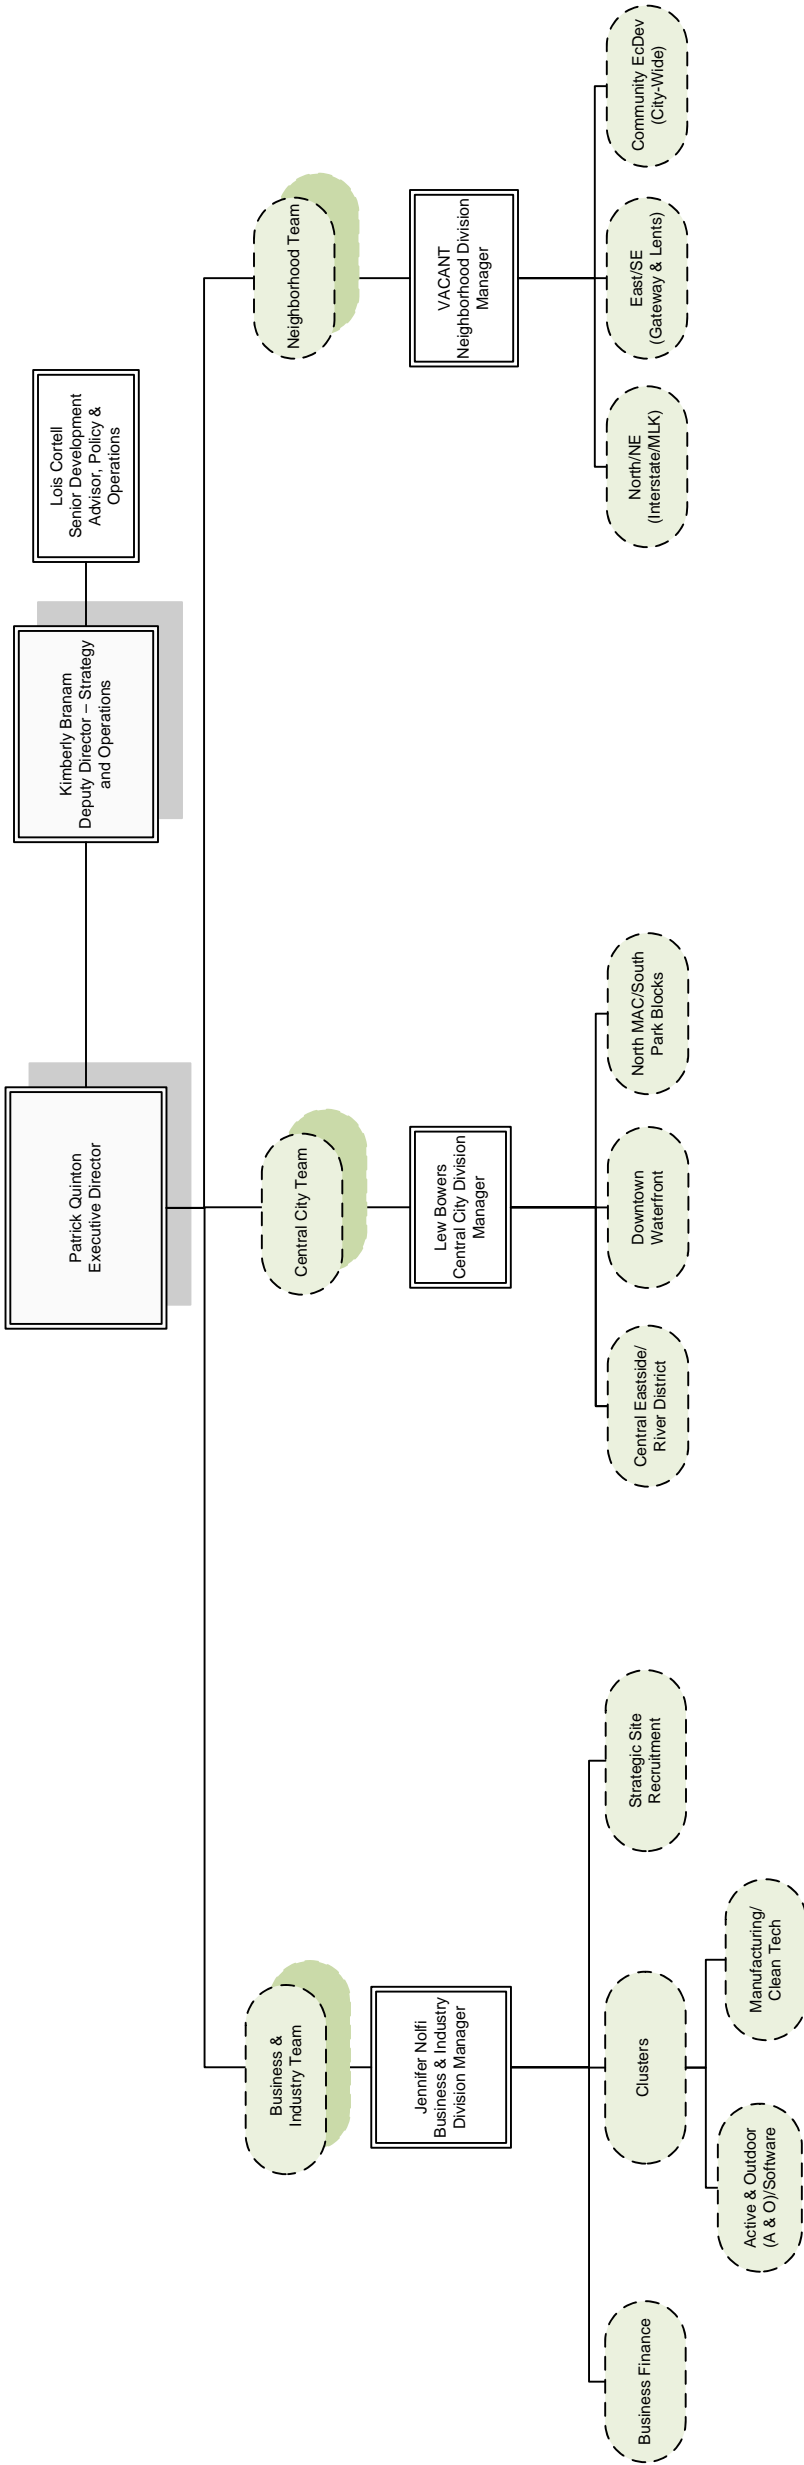 Patrick Quinton
Executive Director
Kimberly Branam
Deputy Director – Strategy
and Operations
Lois Cortell
Senior Development
Advisor, Policy &
Operations
Business &
Industry Team
Central City Team
Neighborhood Team
Jennifer Nolfi
Business & Industry
Division Manager
Lew Bowers
Central City Division
Manager
VACANT
Neighborhood Division
Manager
Business Finance
Clusters
Strategic Site
Recruitment
Central Eastside/
River District
Downtown
Waterfront
North MAC/South
Park Blocks
North/NE
(Interstate/MLK)
East/SE
(Gateway & Lents)
Community EcDev
(City-Wide)
Active & Outdoor
(A & O)/Software
Manufacturing/
Clean Tech